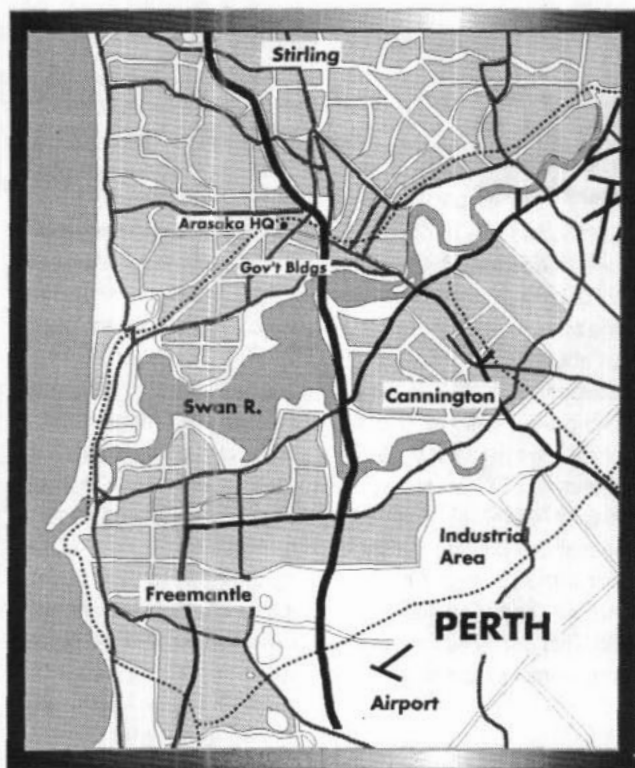 Stirling
Arasaka HQ
Gov't Bldgs
Swan R.
Cannington
Industrial
Area
Freemantle
PERTH
Airport